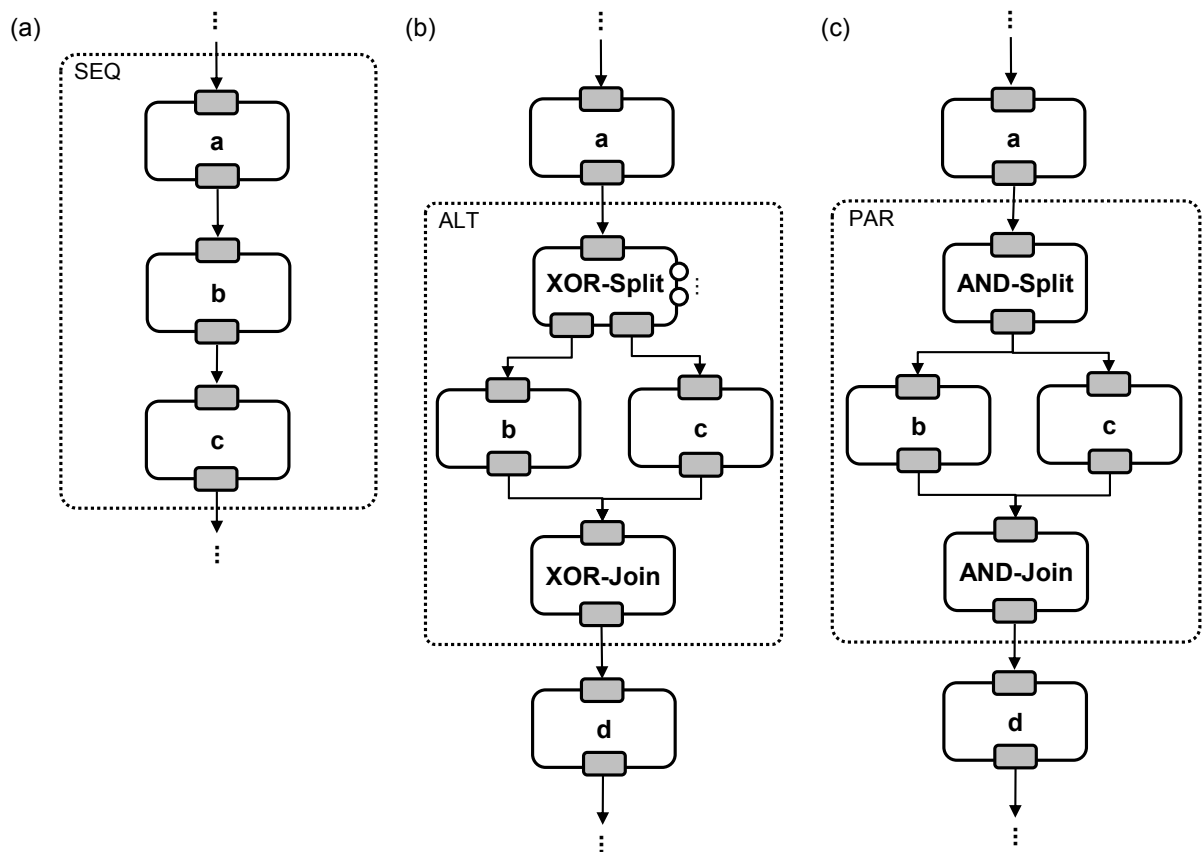 (a)
SEQ
a
b
c
(b)
a
ALT
XOR-Split
b
c
XOR-Join
d
(c)
a
PAR
AND-Split
b
c
AND-Join
d